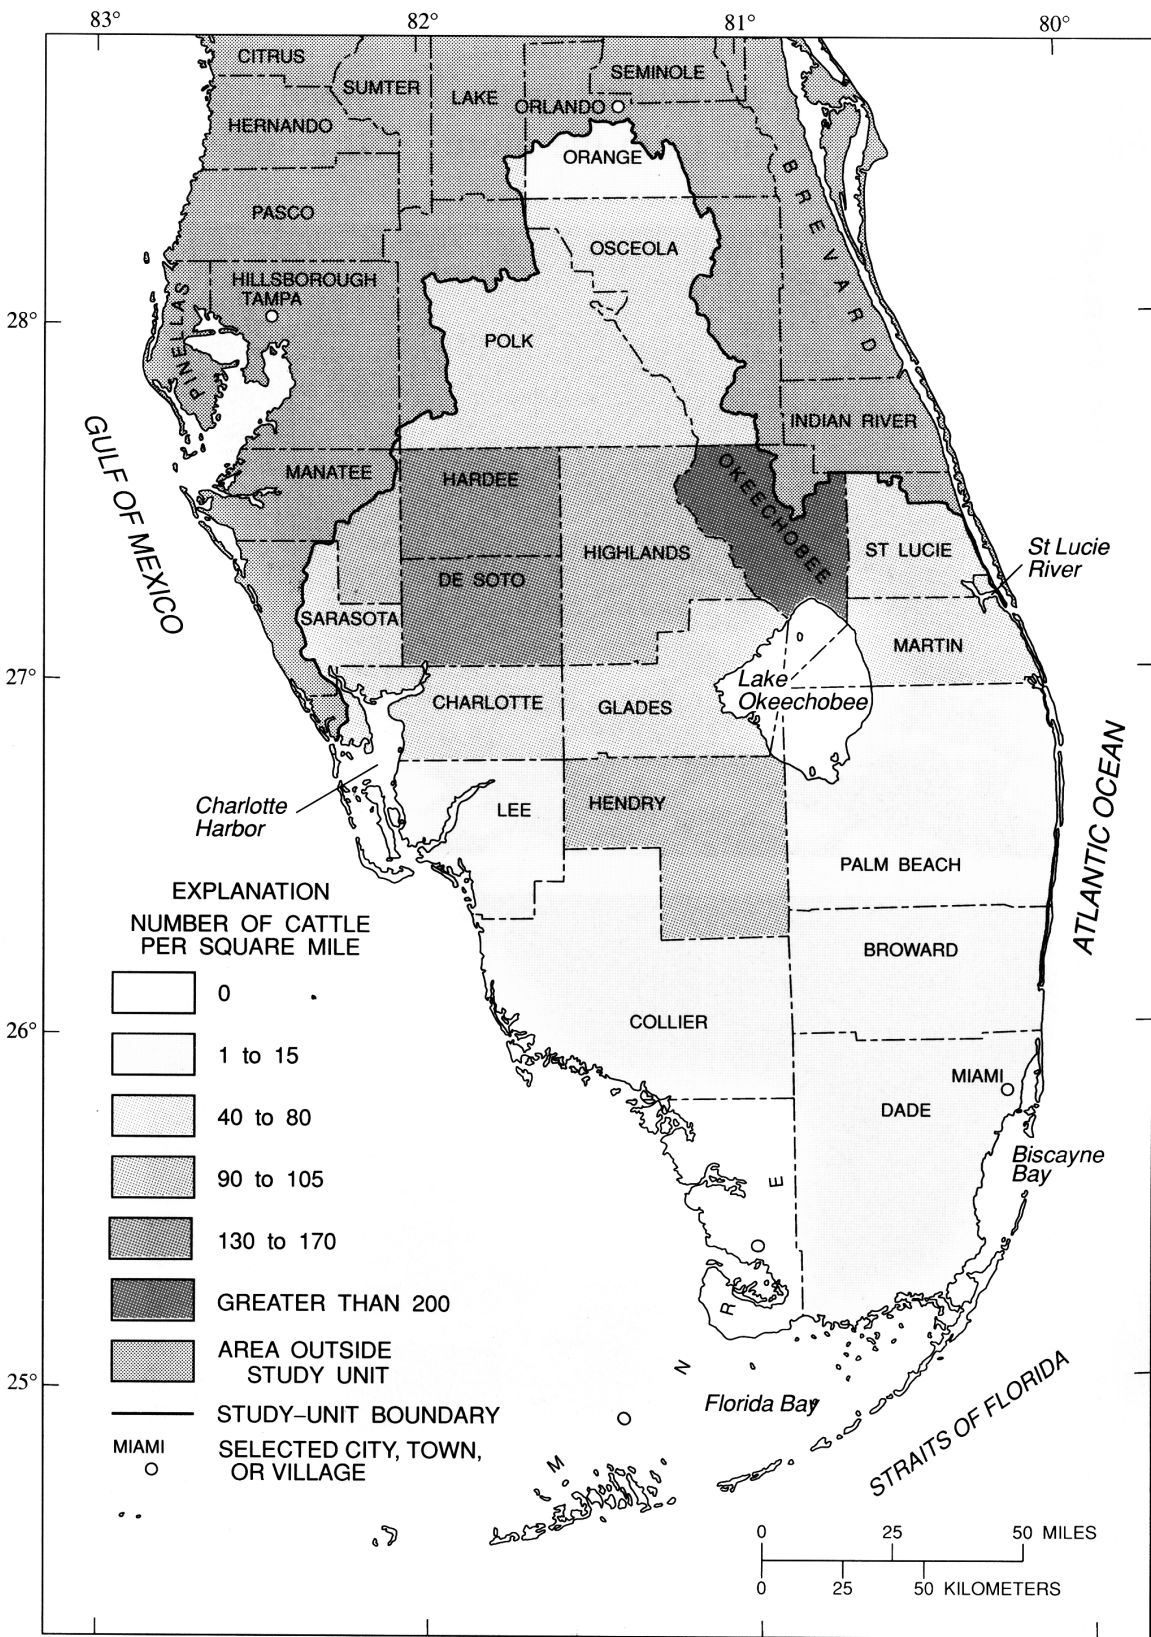 83°
82°
81°
80°
CITRUS
SUMTER
LAKE
SEMINOLE
ORLANDO
HERNANDO
ORANGE
BREVARD
PASCO
OSCEOLA
HILLSBOROUGH
TAMPA
PINELLAS
28°
POLK
INDIAN RIVER
GULF OF MEXICO
MANATEE
HARDEE
OKEECHOBEE
HIGHLANDS
ST LUCIE
St Lucie
River
DE SOTO
SARASOTA
MARTIN
27°
Lake
Okeechobee
CHARLOTTE
GLADES
ATLANTIC OCEAN
Charlotte
Harbor
LEE
HENDRY
PALM BEACH
BROWARD
COLLIER
26°
MIAMI
DADE
Biscayne
Bay
MONROE
25°
Florida Bay
STRAITS OF FLORIDA
EXPLANATION
NUMBER OF CATTLE
PER SQUARE MILE
0
1 to 15
40 to 80
90 to 105
130 to 170
GREATER THAN 200
AREA OUTSIDE
STUDY UNIT
STUDY–UNIT BOUNDARY
MIAMI
SELECTED CITY, TOWN,
OR VILLAGE
0 25 50 MILES
0 25 50 KILOMETERS